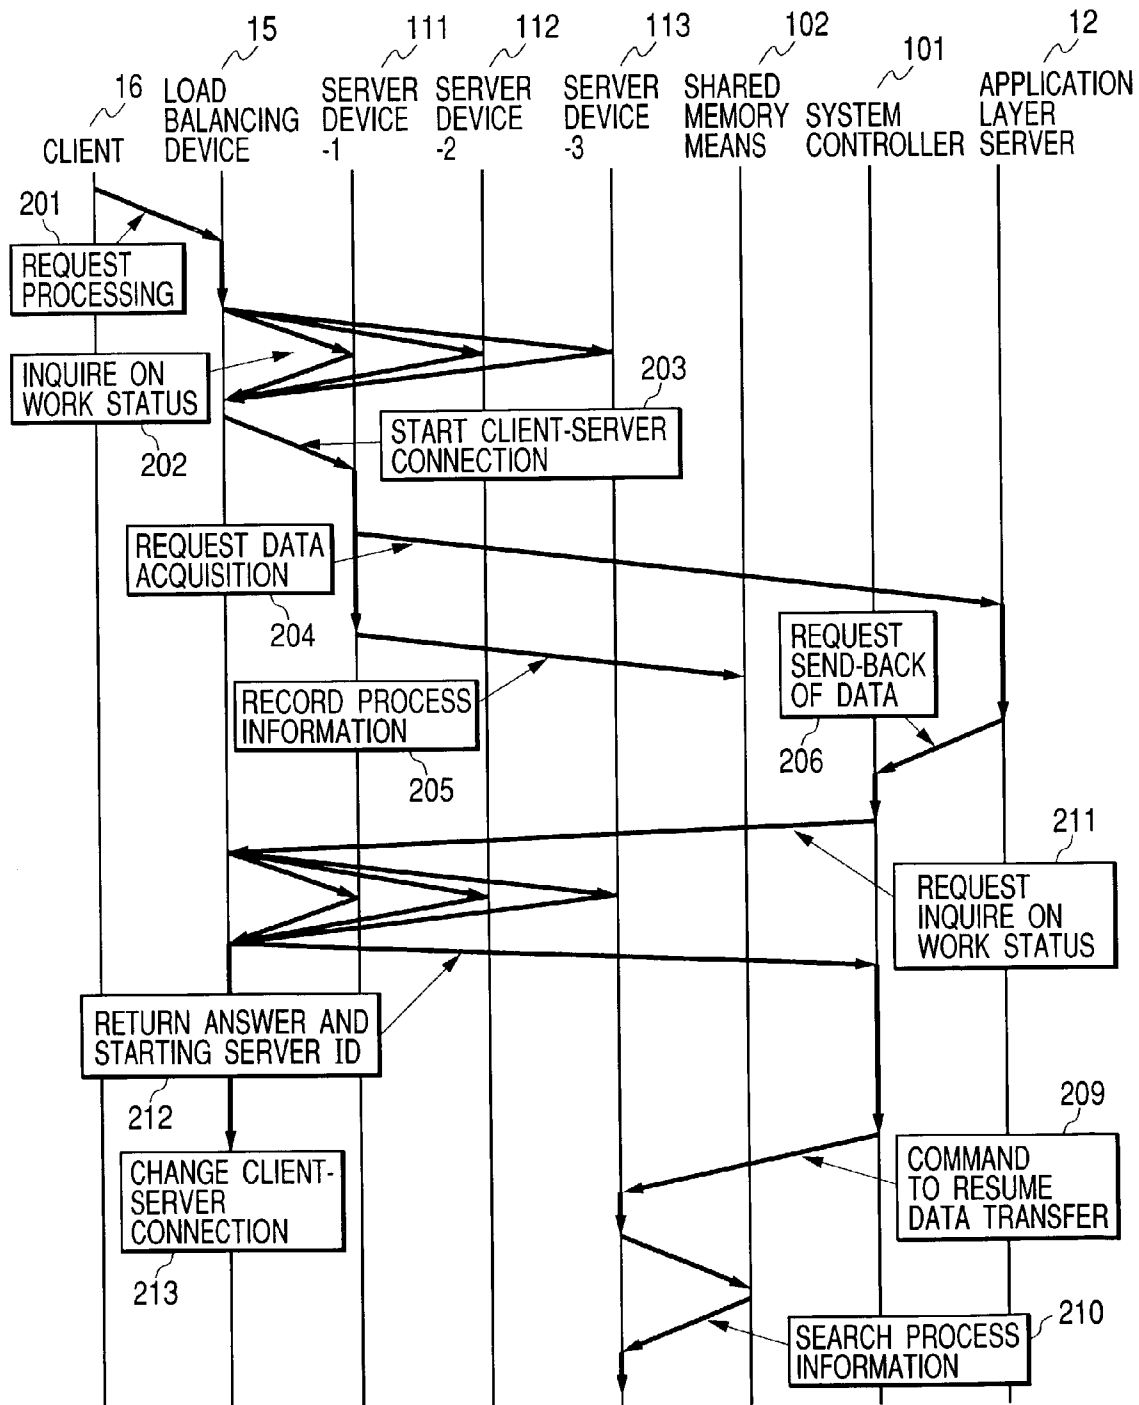 16
CLIENT
15
LOAD
BALANCING
DEVICE
111
SERVER
DEVICE
-1
112
SERVER
DEVICE
-2
113
SERVER
DEVICE
-3
102
SHARED
MEMORY
MEANS
101
SYSTEM
CONTROLLER
12
APPLICATION
LAYER
SERVER
201
REQUEST
PROCESSING
INQUIRE ON
WORK STATUS
202
203
START CLIENT-SERVER
CONNECTION
REQUEST DATA
ACQUISITION
204
RECORD PROCESS
INFORMATION
205
REQUEST
SEND-BACK
OF DATA
206
211
REQUEST
INQUIRE ON
WORK STATUS
RETURN ANSWER AND
STARTING SERVER ID
212
CHANGE CLIENT-
SERVER
CONNECTION
213
209
COMMAND
TO RESUME
DATA TRANSFER
210
SEARCH PROCESS
INFORMATION